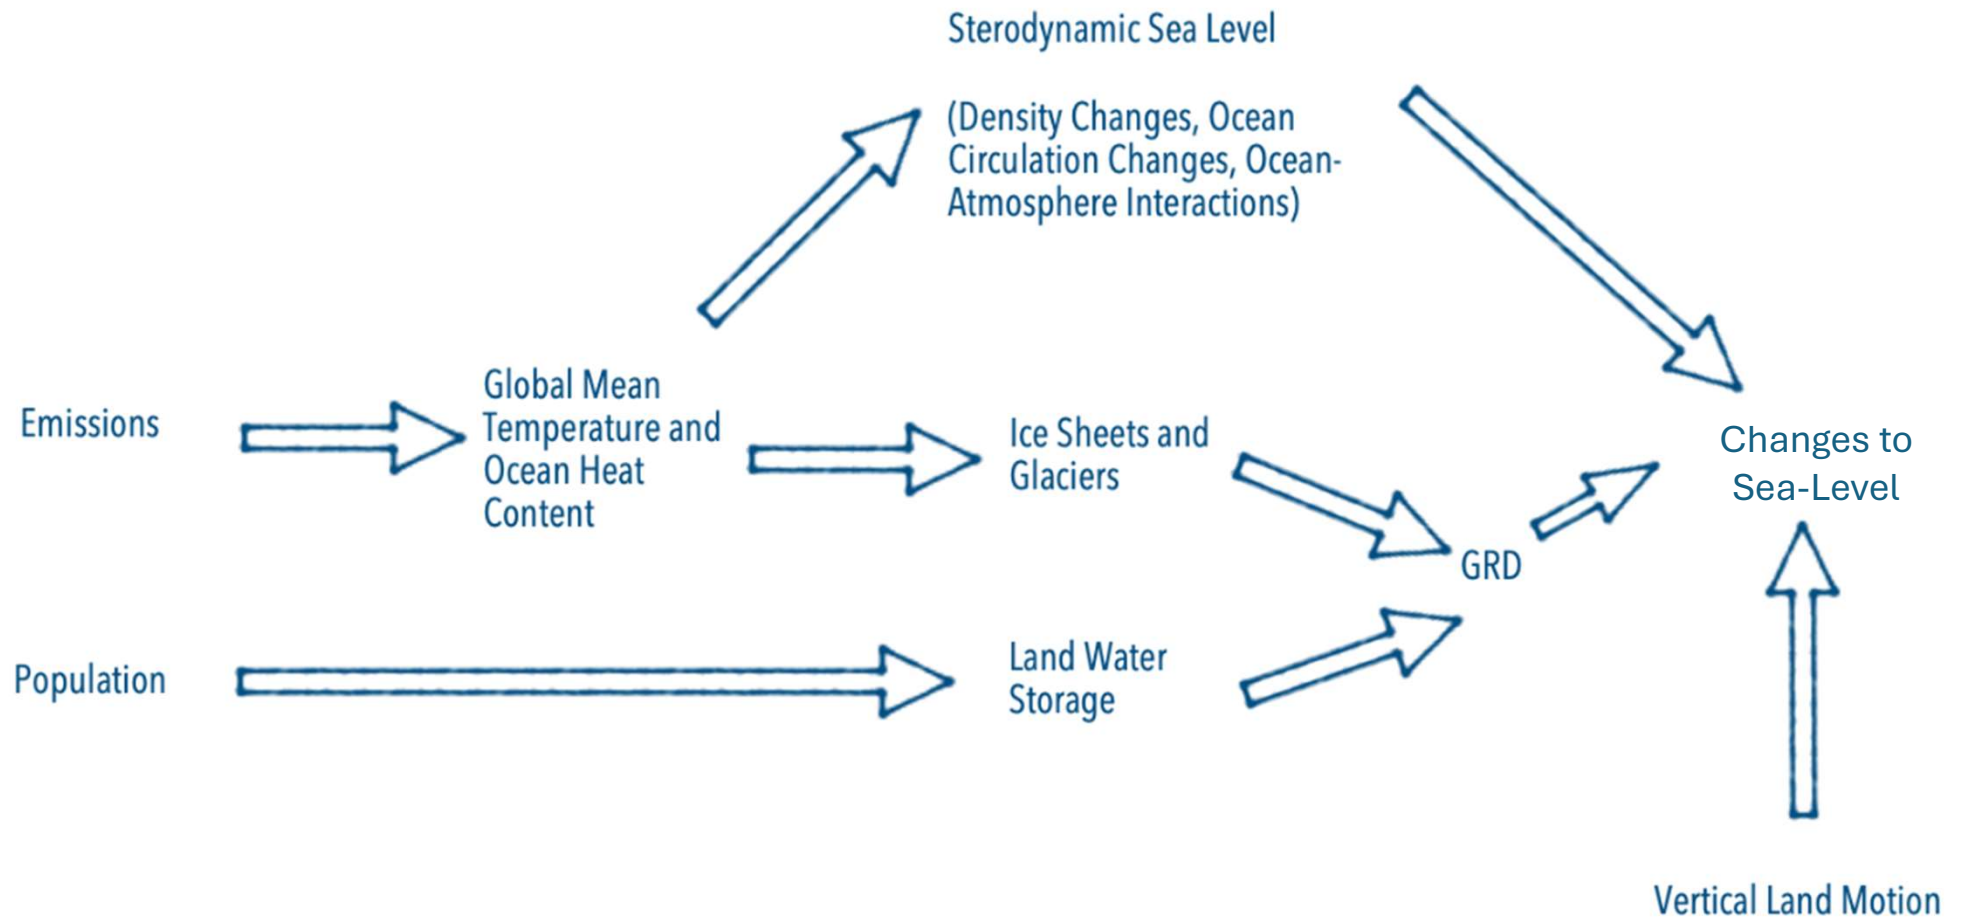 Sterodynamic Sea Level
(Density Changes, Ocean
Circulation Changes, Ocean-
Atmosphere Interactions)
Emissions
Global Mean
Temperature and
Ocean Heat
Content
Ice Sheets and
Glaciers
Changes to
Sea-Level
GRD
Population
Land Water
Storage
Vertical Land Motion